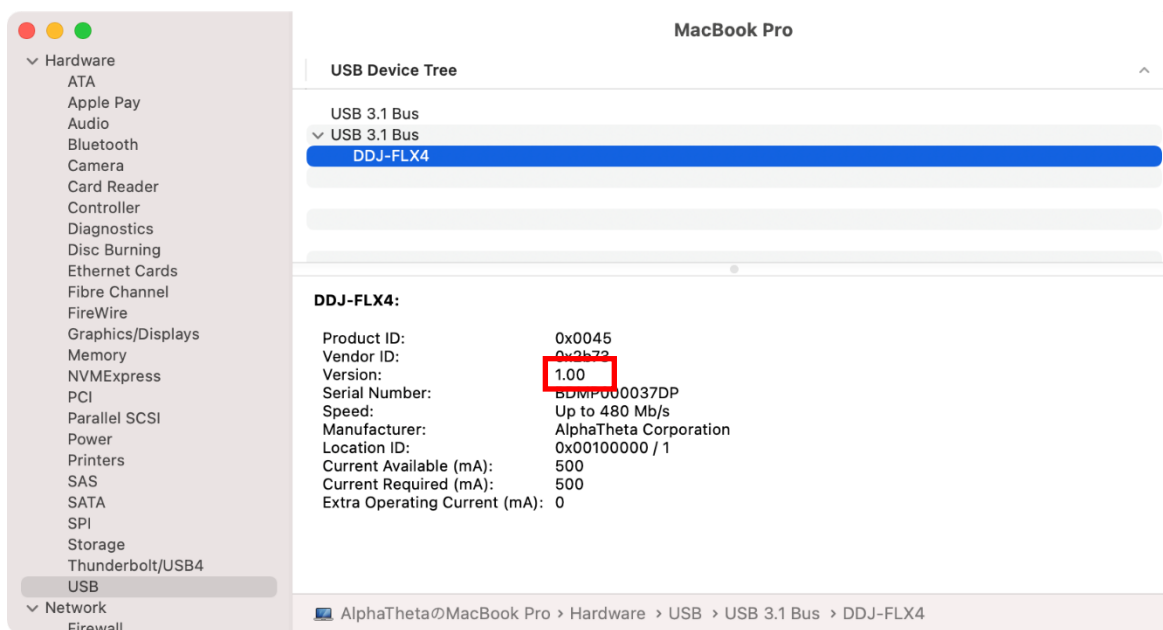 MacBook Pro
Hardware
ATA
Apple Pay
Audio
Bluetooth
Camera
Card Reader
Controller
Diagnostics
Disc Burning
Ethernet Cards
Fibre Channel
FireWire
Graphics/Displays
Memory
NVMExpress
PCI
Parallel SCSI
Power
Printers
SAS
SATA
SPI
Storage
Thunderbolt/USB4
USB
Network
Firewall
USB Device Tree
USB 3.1 Bus
USB 3.1 Bus
DDJ-FLX4
DDJ-FLX4:
Product ID: 0x0045
Vendor ID: 0x2b73
Version: 1.00
Serial Number: BDMP000037DP
Speed: Up to 480 Mb/s
Manufacturer: AlphaTheta Corporation
Location ID: 0x00100000 / 1
Current Available (mA): 500
Current Required (mA): 500
Extra Operating Current (mA): 0
AlphaThetaのMacBook Pro › Hardware › USB › USB 3.1 Bus › DDJ-FLX4